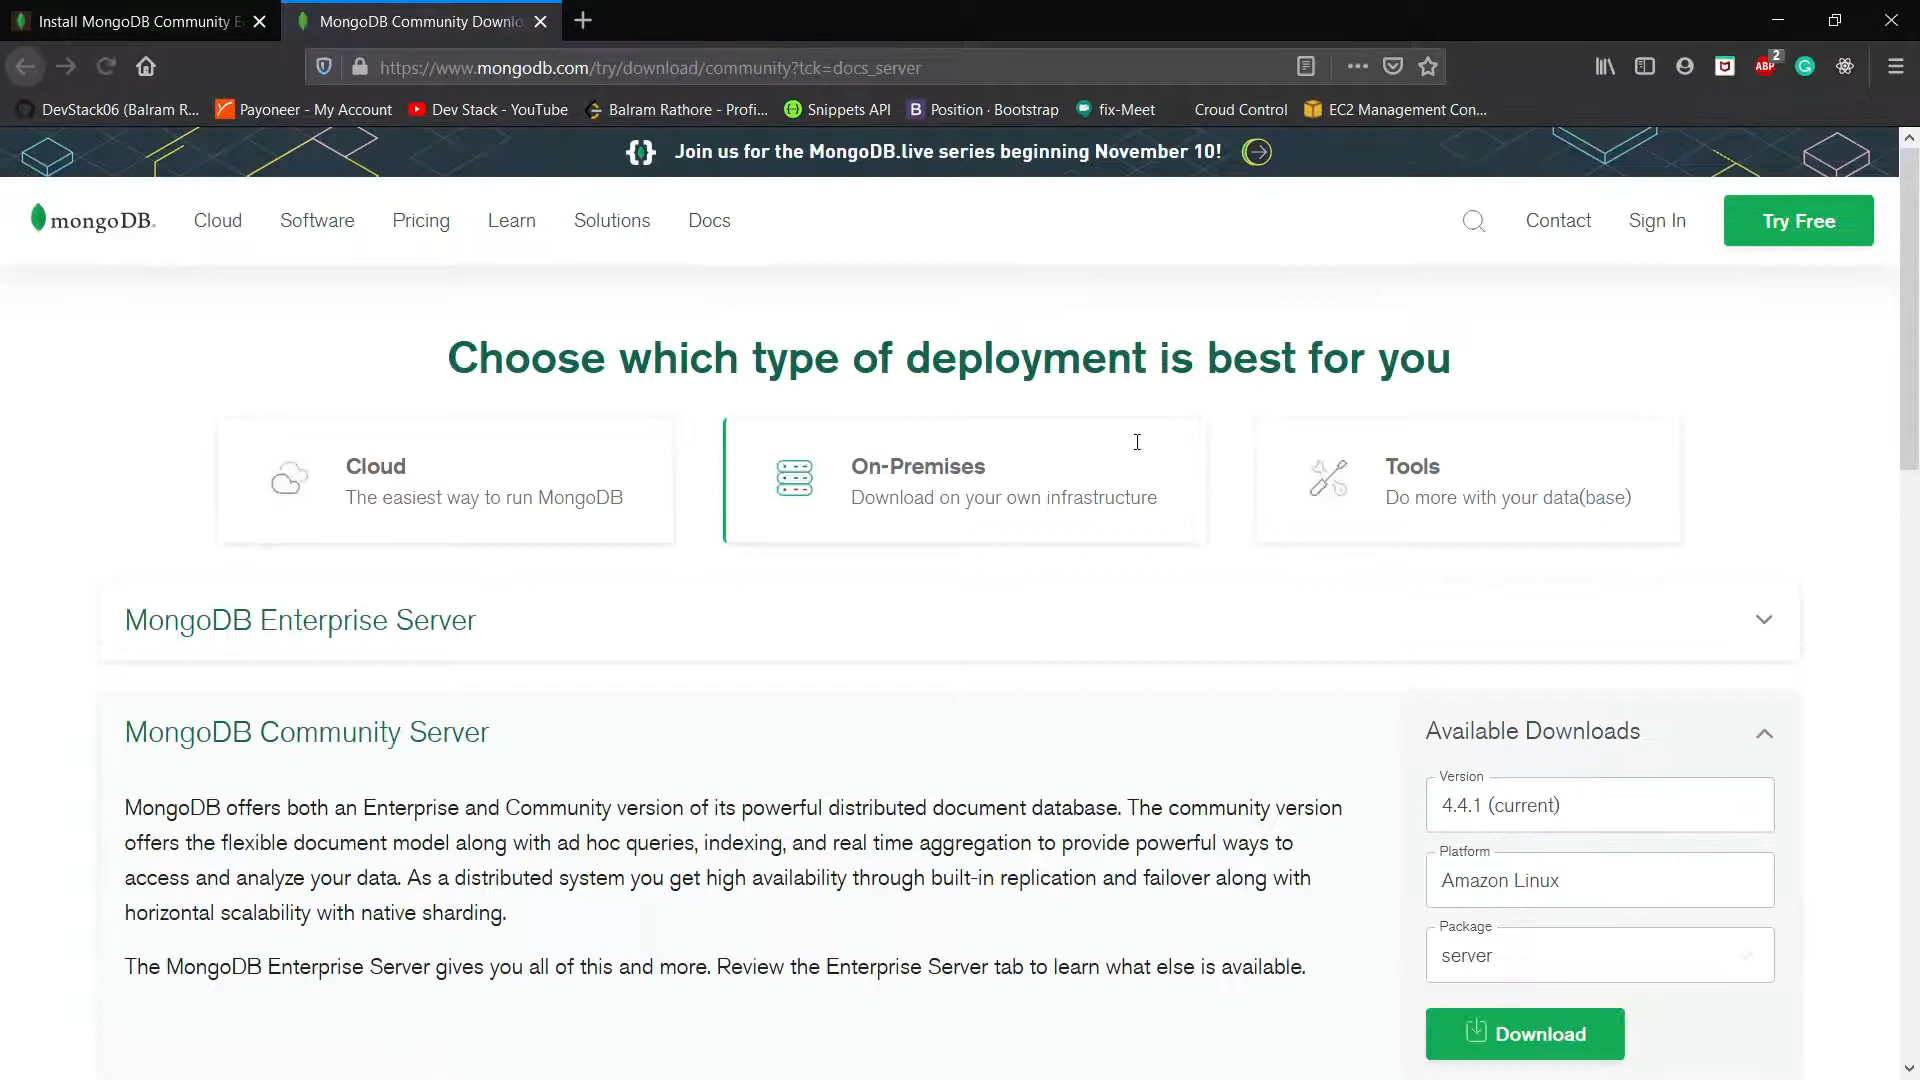 Install MongoDB Community E
MongoDB Community Downlo
https://www.mongodb.com/try/download/community?tck=docs_server
2
ABP
DevStack06 (Balram R... Payoneer - My Account Dev Stack - YouTube Balram Rathore - Profi... Snippets API B Position · Bootstrap fix-Meet Croud Control EC2 Management Con...
Join us for the MongoDB.live series beginning November 10!
mongoDB. Cloud Software Pricing Learn Solutions Docs Contact Sign In Try Free
Choose which type of deployment is best for you
Cloud
The easiest way to run MongoDB
On-Premises
Download on your own infrastructure
Tools
Do more with your data(base)
MongoDB Enterprise Server
MongoDB Community Server
MongoDB offers both an Enterprise and Community version of its powerful distributed document database. The community version
offers the flexible document model along with ad hoc queries, indexing, and real time aggregation to provide powerful ways to
access and analyze your data. As a distributed system you get high availability through built-in replication and failover along with
horizontal scalability with native sharding.
The MongoDB Enterprise Server gives you all of this and more. Review the Enterprise Server tab to learn what else is available.
Available Downloads
Version
4.4.1 (current)
Platform
Amazon Linux
Package
server
Download